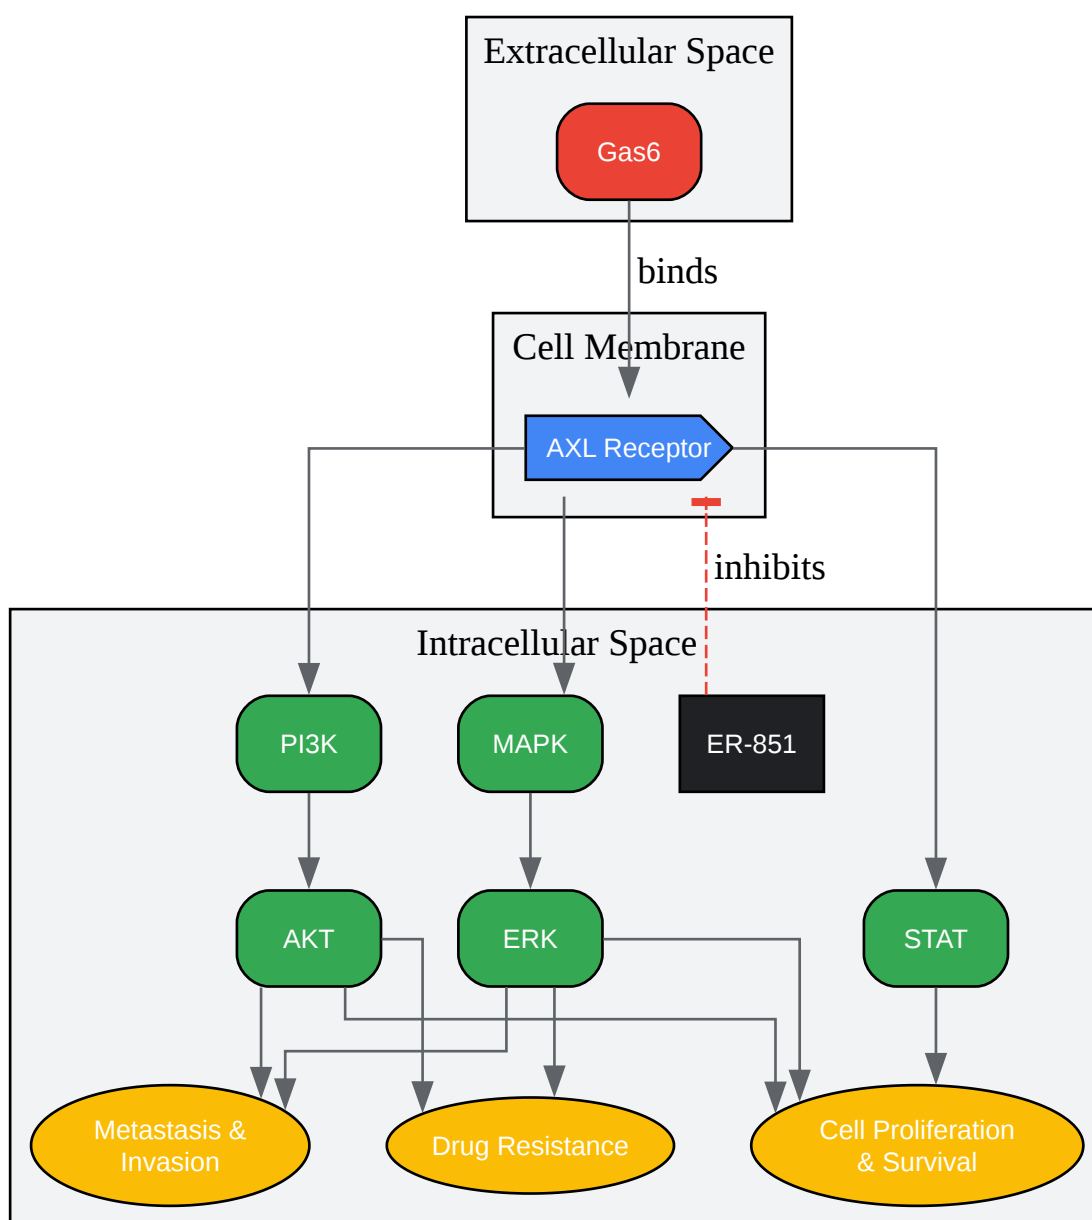 Extracellular Space
Gas6
binds
Cell Membrane
AXL Receptor
inhibits
Intracellular Space
PI3K
MAPK
ER-851
AKT
ERK
STAT
Metastasis &
Invasion
Drug Resistance
Cell Proliferation
& Survival